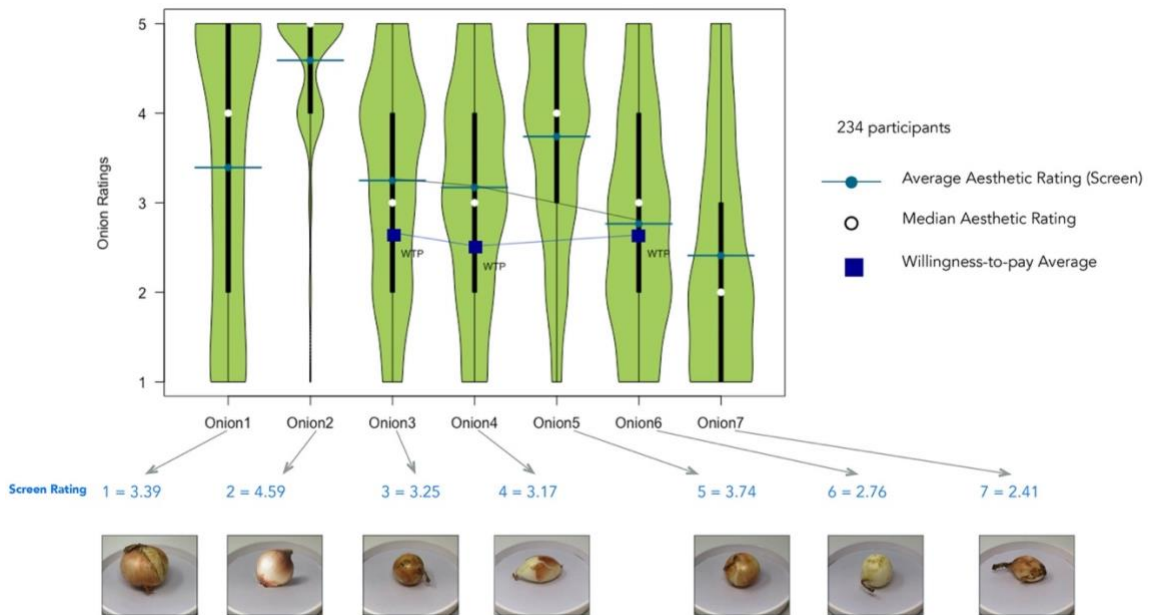 5
4
3
2
1
Onion Ratings
WTP
WTP
WTP
Onion1 Onion2 Onion3 Onion4 Onion5 Onion6 Onion7
234 participants
Average Aesthetic Rating (Screen)
Median Aesthetic Rating
Willingness-to-pay Average
Screen Rating 1 = 3.39 2 = 4.59 3 = 3.25 4 = 3.17 5 = 3.74 6 = 2.76 7 = 2.41